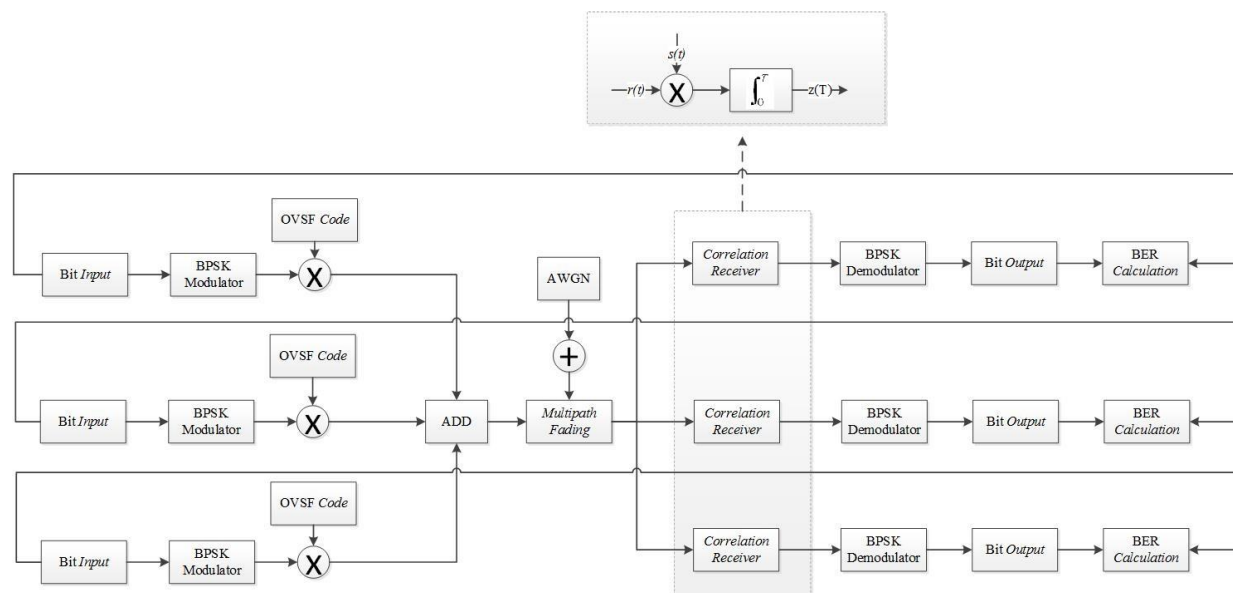 s(t)
r(t)
X
∫₀ᵀ
z(T)
OVSF Code
X
Bit Input
BPSK
Modulator
AWGN
+
Correlation
Receiver
BPSK
Demodulator
Bit Output
BER
Calculation
OVSF Code
X
Bit Input
BPSK
Modulator
ADD
Multipath
Fading
Correlation
Receiver
BPSK
Demodulator
Bit Output
BER
Calculation
OVSF Code
X
Bit Input
BPSK
Modulator
Correlation
Receiver
BPSK
Demodulator
Bit Output
BER
Calculation